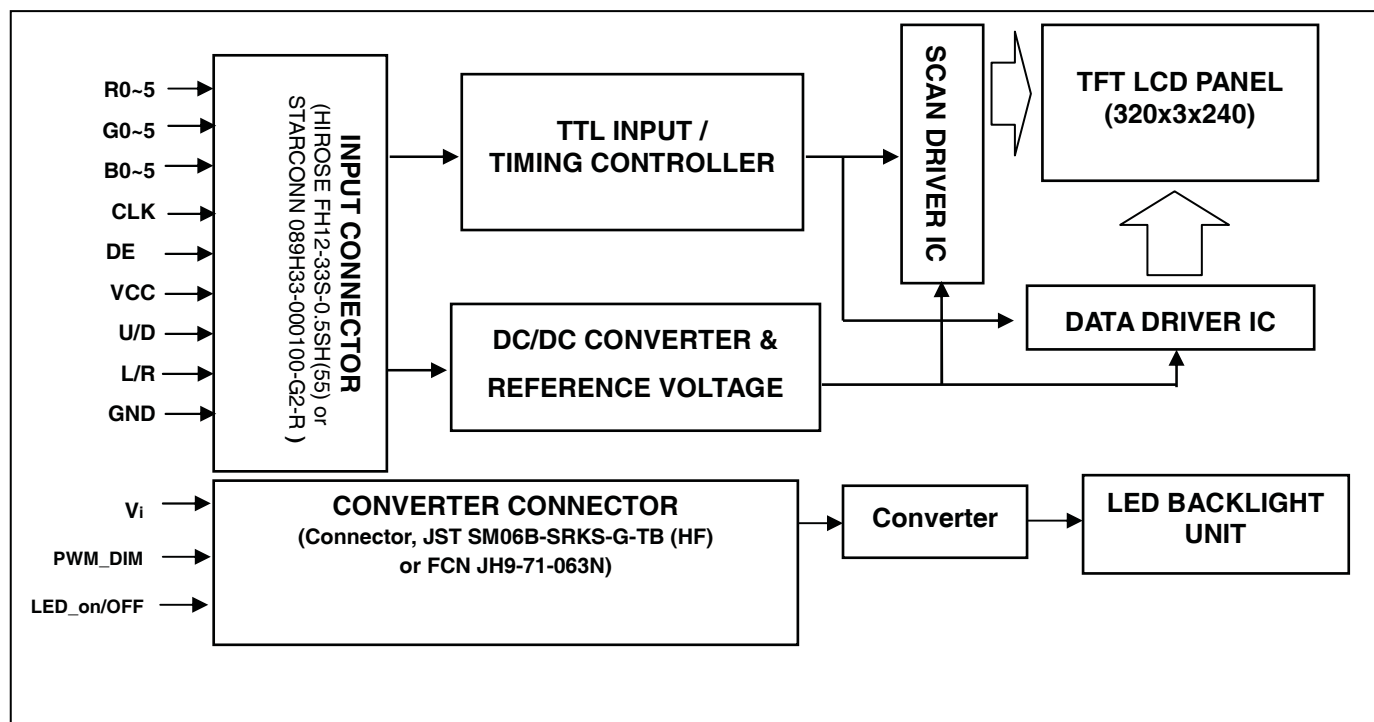 R0~5
G0~5
B0~5
CLK
DE
VCC
U/D
L/R
GND
INPUT CONNECTOR
(HIROSE FH12-33S-0.5SH(55) or
STARCONN 089H33-000100-G2-R )
TTL INPUT /
TIMING CONTROLLER
DC/DC CONVERTER &
REFERENCE VOLTAGE
SCAN DRIVER IC
TFT LCD PANEL
(320x3x240)
DATA DRIVER IC
Vi
PWM_DIM
LED_on/OFF
CONVERTER CONNECTOR
(Connector, JST SM06B-SRKS-G-TB (HF)
or FCN JH9-71-063N)
Converter
LED BACKLIGHT
UNIT